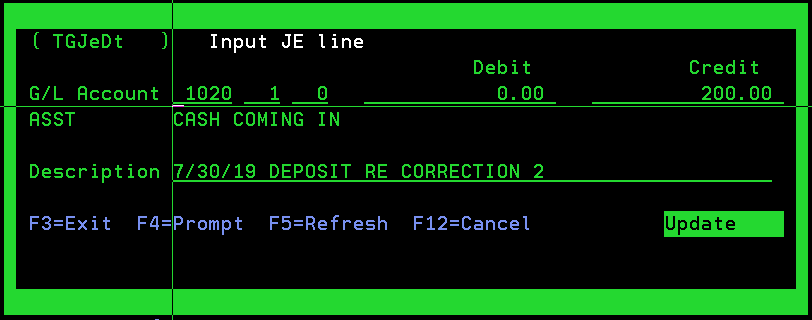 ( TGJeDt   )   Input JE line
Debit Credit
G/L Account 1020 1 0 0.00 200.00
ASST CASH COMING IN
Description 7/30/19 DEPOSIT RE CORRECTION 2
F3=Exit F4=Prompt F5=Refresh F12=Cancel Update